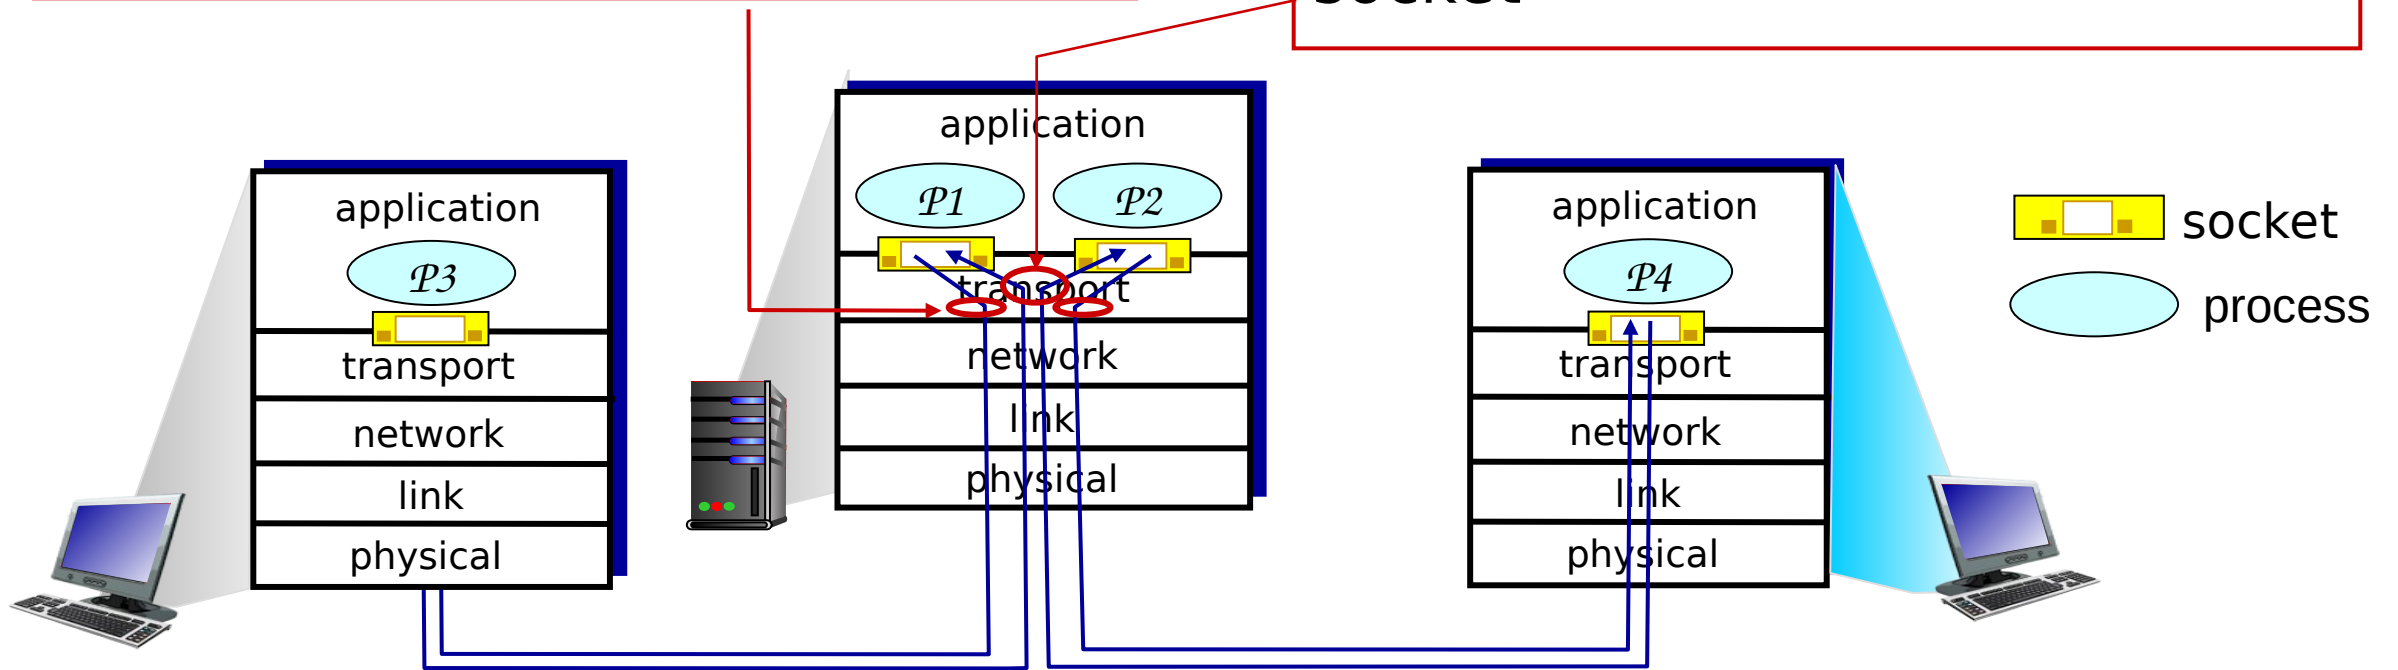 socket
application
P1
P2
transport
network
link
physical
application
P3
transport
network
link
physical
application
P4
transport
network
link
physical
socket
process